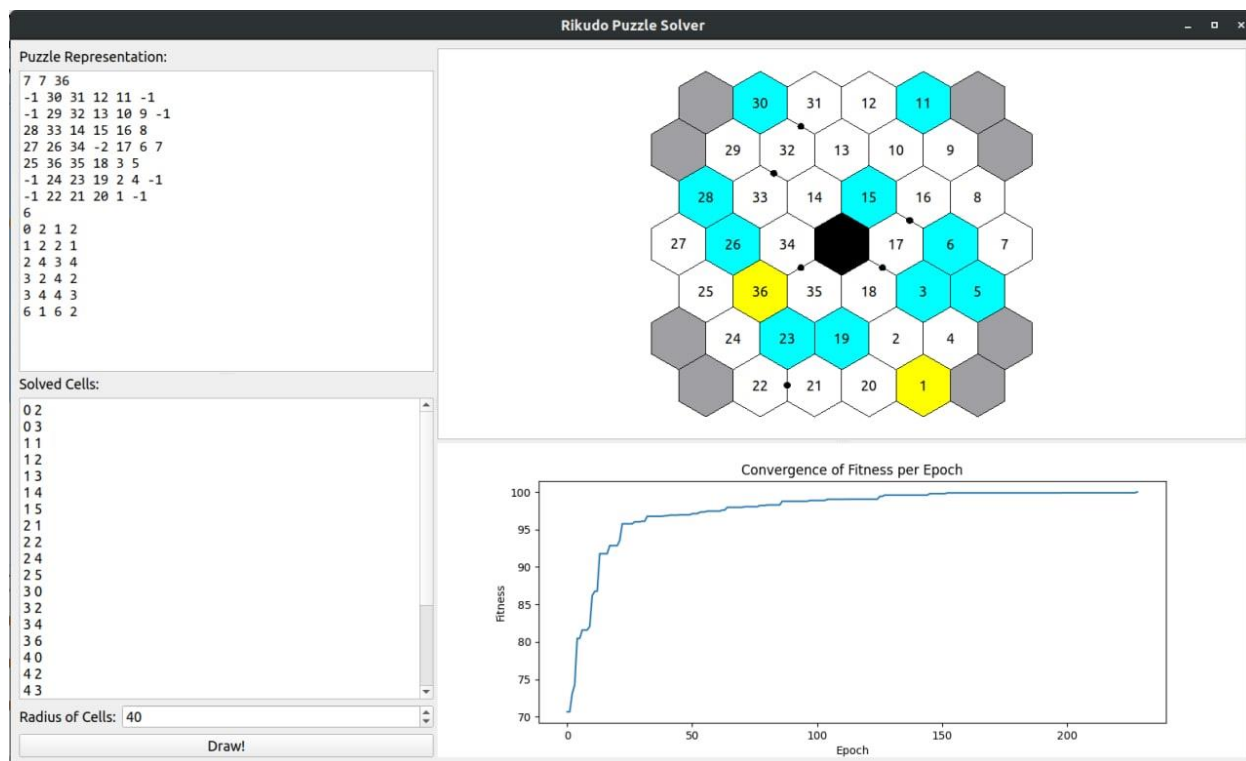 Rikudo Puzzle Solver
Puzzle Representation:
7 7 36
-1 30 31 12 11 -1
-1 29 32 13 10 9 -1
28 33 14 15 16 8
27 26 34 -2 17 6 7
25 36 35 18 3 5
-1 24 23 19 2 4 -1
-1 22 21 20 1 -1
6
0 2 1 2
1 2 2 1
2 4 3 4
3 2 4 2
3 4 4 3
6 1 6 2
Solved Cells:
0 2
0 3
1 1
1 2
1 3
1 4
1 5
2 1
2 2
2 4
2 5
3 0
3 2
3 4
3 6
4 0
4 2
4 3
Radius of Cells: 40
Draw!
30 31 12 11
29 32 13 10 9
28 33 14 15 16 8
27 26 34 17 6 7
25 36 35 18 3 5
24 23 19 2 4
22 21 20 1
Convergence of Fitness per Epoch
100
95
90
85
80
75
70
Fitness
0 50 100 150 200
Epoch